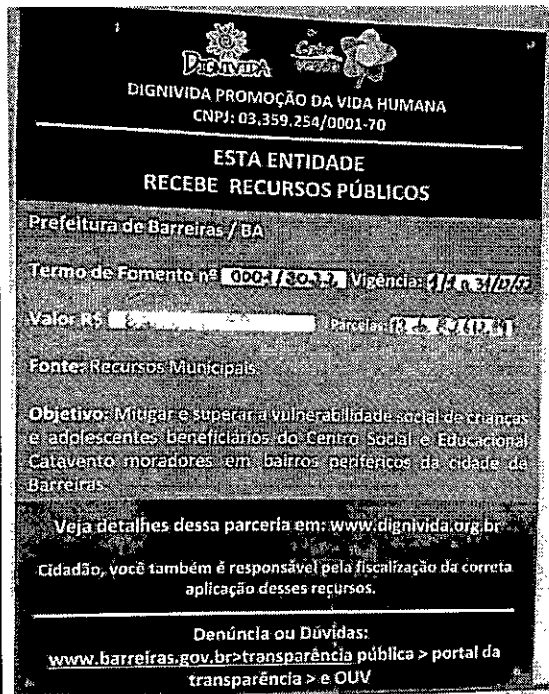 DIGNIVIDA
DIGNIVIDA PROMOÇÃO DA VIDA HUMANA
CNPJ: 03.359.254/0001-70
ESTA ENTIDADE
RECEBE RECURSOS PÚBLICOS
Prefeitura de Barreiras / BA
Termo de Fomento nº Vigência:
Valor R$ Parcelas:
Fonte: Recursos Municipais
Objetivo: Mitigar e superar a vulnerabilidade social de crianças
e adolescentes beneficiários do Centro Social e Educacional
Catavento moradores em bairros periféricos da cidade de
Barreiras
Veja detalhes dessa parceria em: www.dignivida.org.br
Cidadão, você também é responsável pela fiscalização da correta
aplicação desses recursos.
Denúncia ou Dúvidas:
www.barreiras.gov.br>transparência pública > portal da
transparência > e OUV